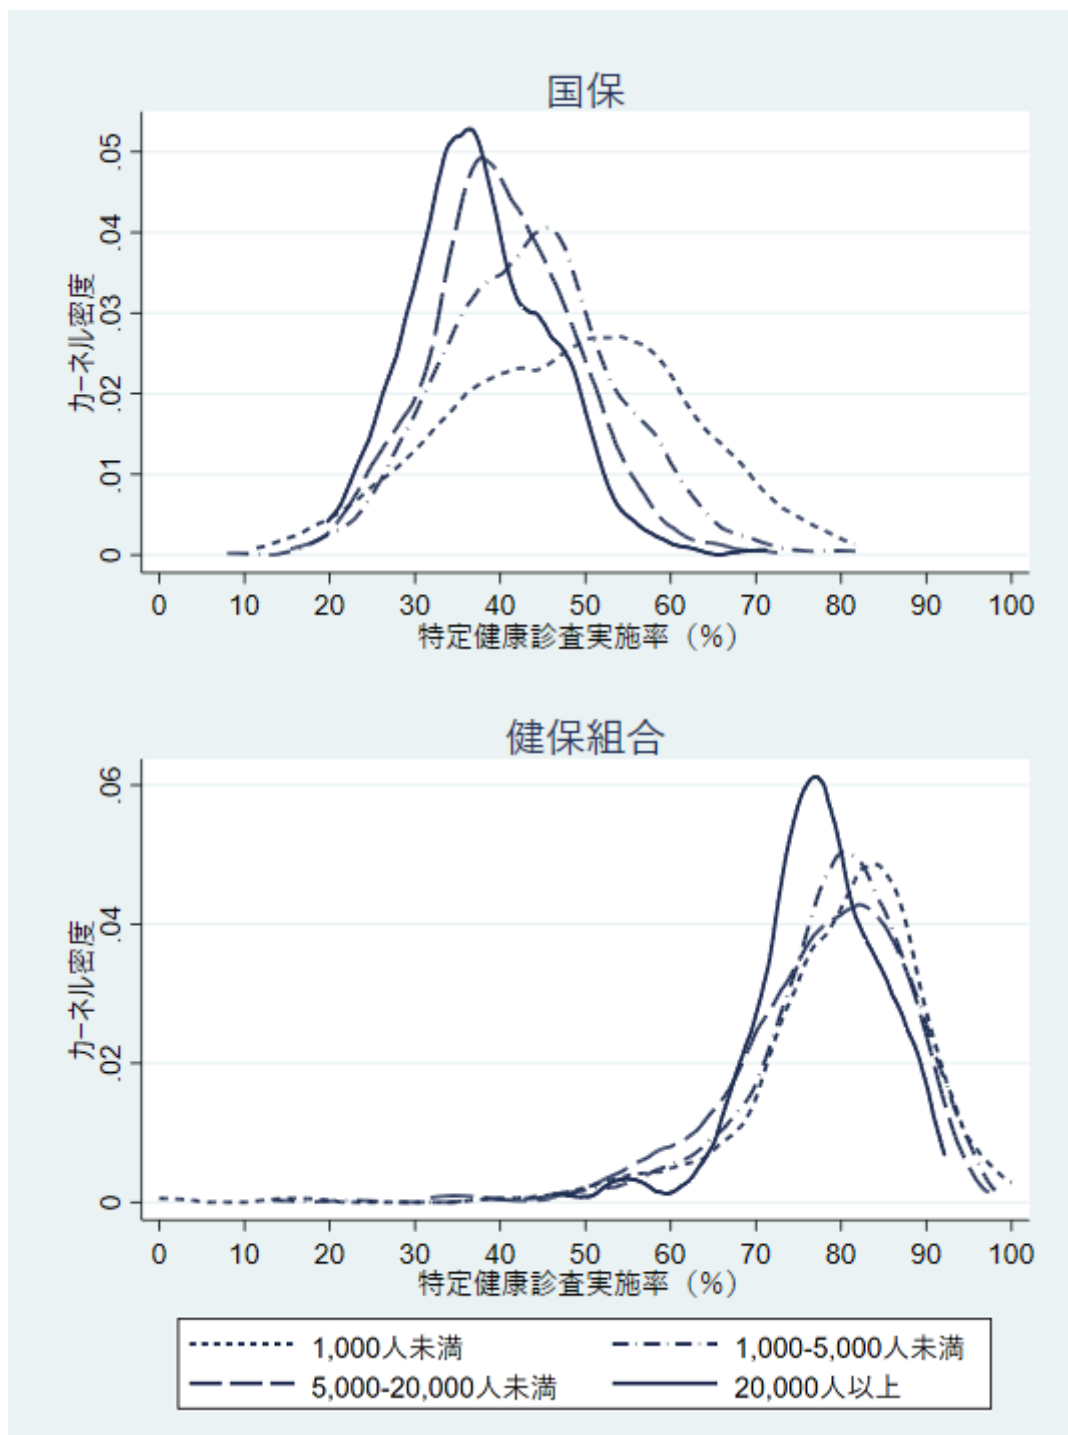 国保
カーネル密度
.05
.04
.03
.02
.01
0
0 10 20 30 40 50 60 70 80 90 100
特定健康診査実施率（%）
健保組合
カーネル密度
.06
.04
.02
0
0 10 20 30 40 50 60 70 80 90 100
特定健康診査実施率（%）
1,000人未満 1,000-5,000人未満
5,000-20,000人未満 20,000人以上